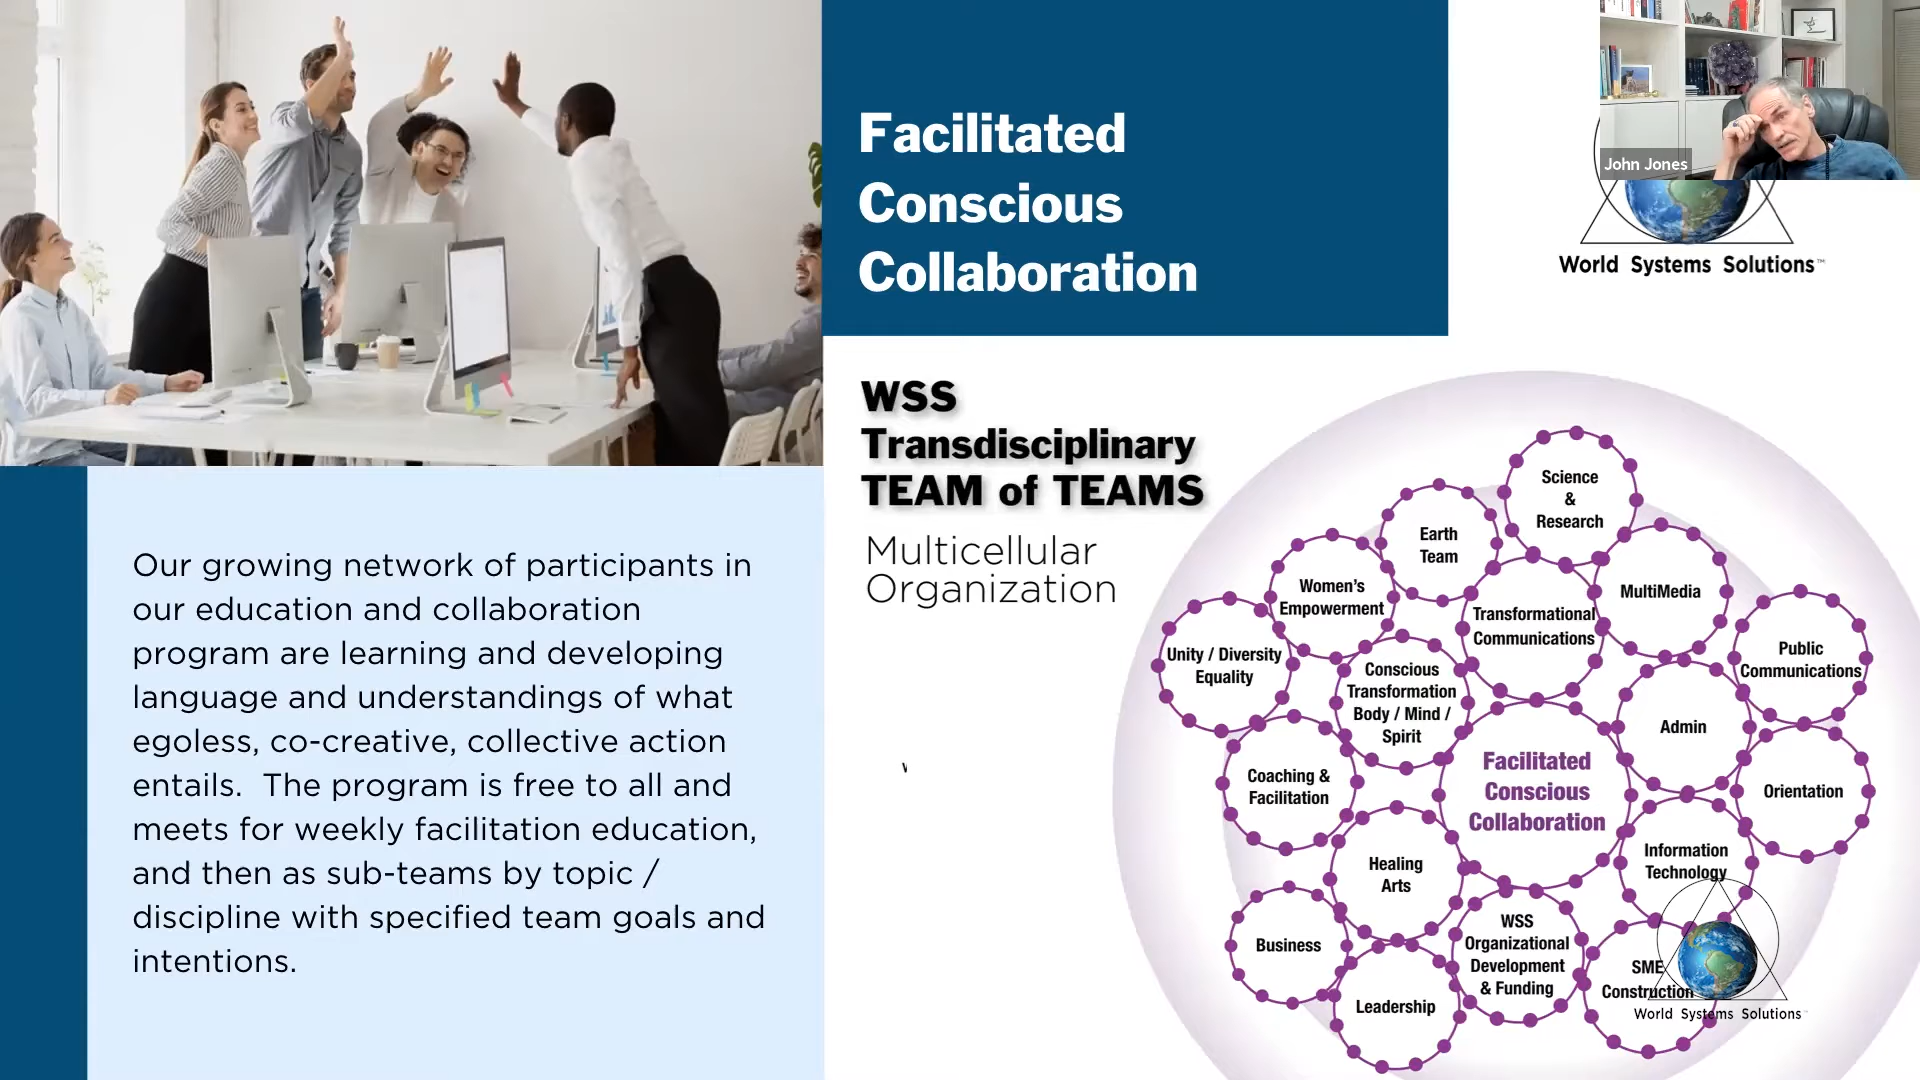 Facilitated
Conscious
Collaboration
John Jones
World Systems Solutions™
WSS
Transdisciplinary
TEAM of TEAMS
Multicellular
Organization
Our growing network of participants in
our education and collaboration
program are learning and developing
language and understandings of what
egoless, co-creative, collective action
entails. The program is free to all and
meets for weekly facilitation education,
and then as sub-teams by topic /
discipline with specified team goals and
intentions.
Science
&
Research
Earth
Team
Women's
Empowerment
MultiMedia
Transformational
Communications
Unity / Diversity
Equality
Public
Communications
Conscious
Transformation
Body / Mind /
Spirit
Admin
Coaching &
Facilitation
Facilitated
Conscious
Collaboration
Orientation
Healing
Arts
Information
Technology
Business
WSS
Organizational
Development
& Funding
SME
Construction
Leadership
World Systems Solutions